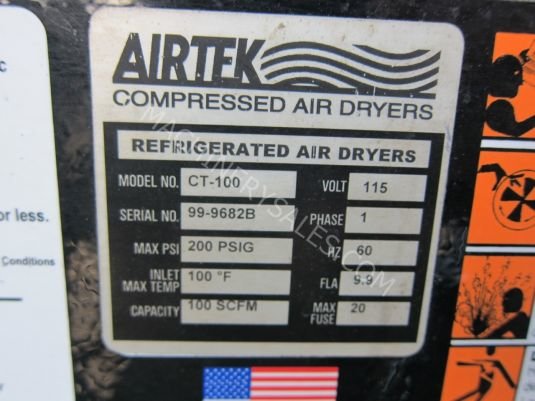 c
AIRTEK
COMPRESSED AIR DRYERS
REFRIGERATED AIR DRYERS
MODEL NO. CT-100 VOLT 115
SERIAL NO. 99-9682B PHASE 1
or less.
MAX PSI 200 PSIG HZ 60
Conditions
INLET MAX TEMP 100 °F FLA 9.9
CAPACITY 100 SCFM MAX FUSE 20
MACHINERYSALES.COM